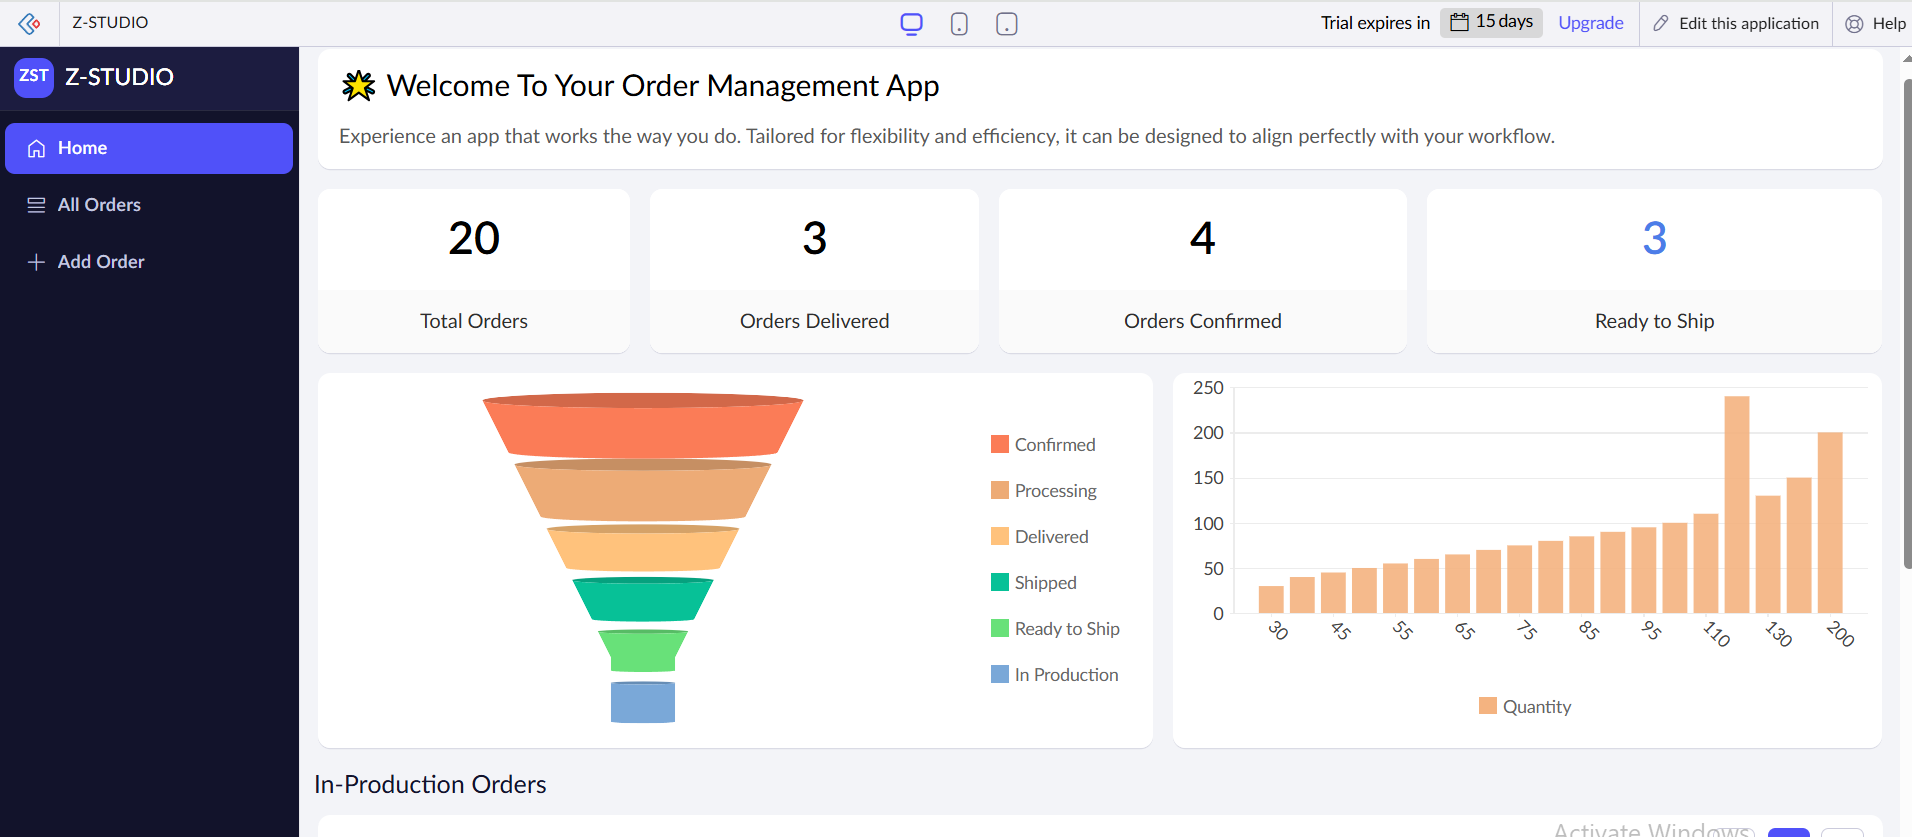 Z-STUDIO
Trial expires in 15 days Upgrade Edit this application Help
ZST Z-STUDIO
Home
All Orders
Add Order
Welcome To Your Order Management App
Experience an app that works the way you do. Tailored for flexibility and efficiency, it can be designed to align perfectly with your workflow.
20
Total Orders
3
Orders Delivered
4
Orders Confirmed
3
Ready to Ship
Confirmed
Processing
Delivered
Shipped
Ready to Ship
In Production
250
200
150
100
50
0
30 45 55 65 75 85 95 110 130 200
Quantity
In-Production Orders
Activate Windows